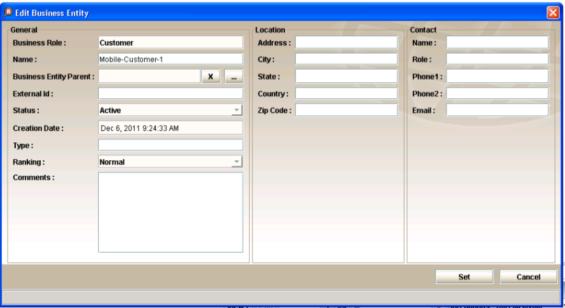 Edit Business Entity
General
Business Role : Customer
Name : Mobile-Customer-1
Business Entity Parent : X ...
External Id :
Status : Active
Creation Date : Dec 6, 2011 9:24:33 AM
Type :
Ranking : Normal
Comments :
Location
Address :
City :
State :
Country :
Zip Code :
Contact
Name :
Role :
Phone1 :
Phone2 :
Email :
Set Cancel